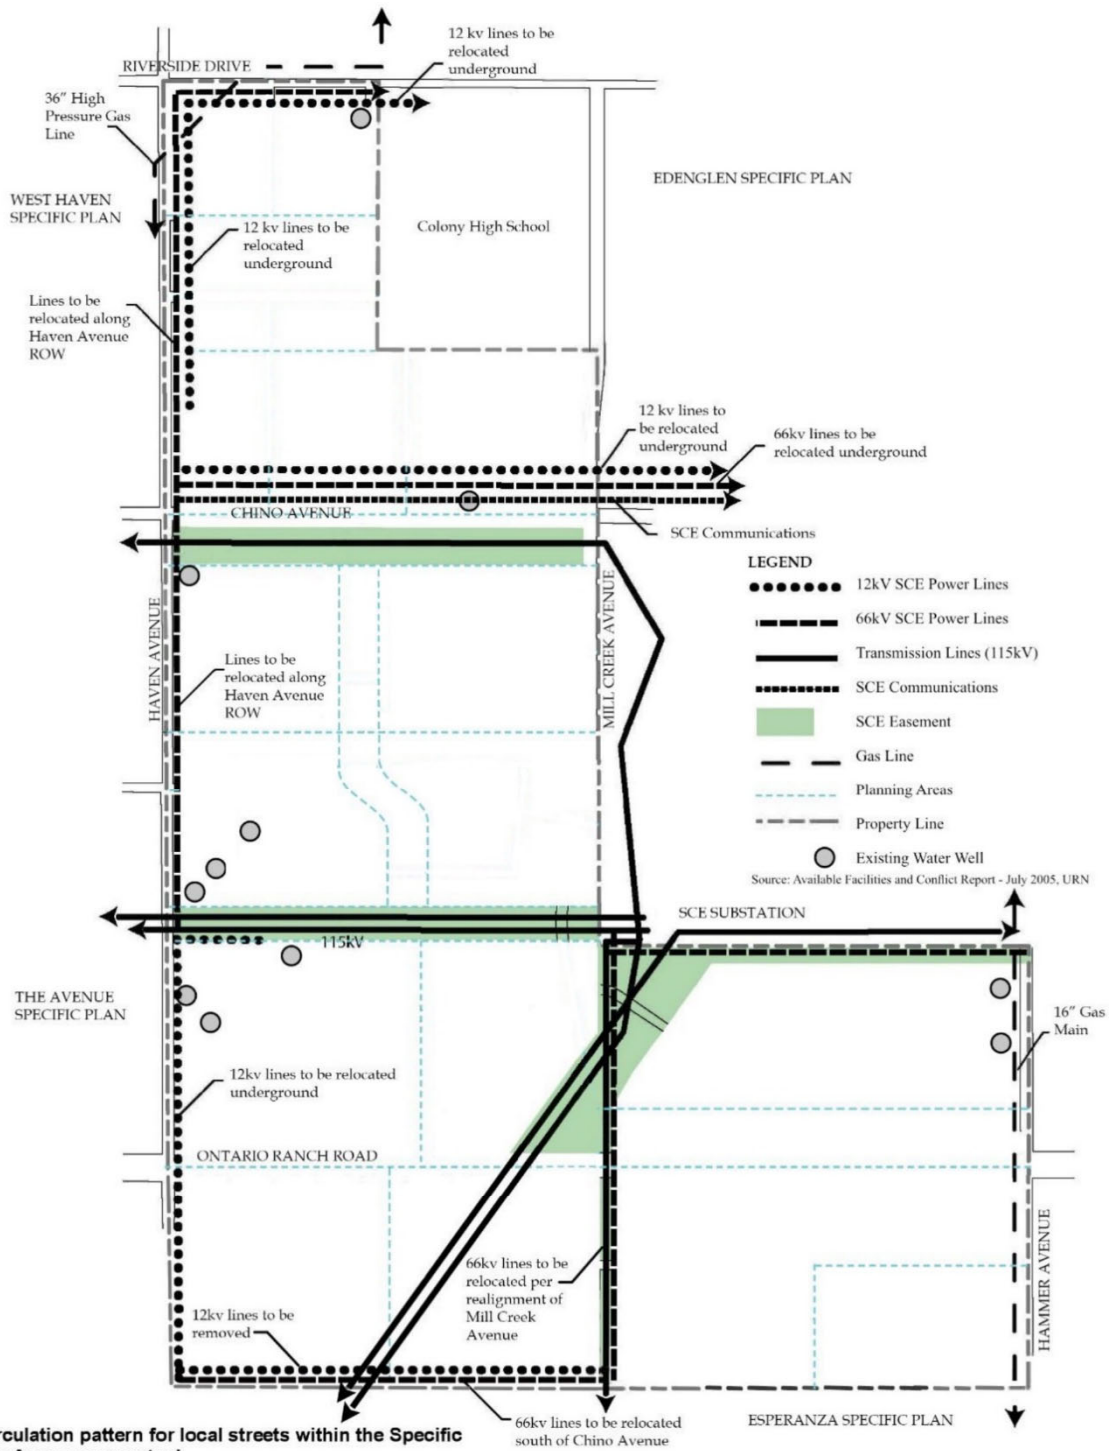 12 kv lines to be
relocated
underground
RIVERSIDE DRIVE
36" High
Pressure Gas
Line
EDENGLEN SPECIFIC PLAN
WEST HAVEN
SPECIFIC PLAN
12 kv lines to be
relocated
underground
Colony High School
Lines to be
relocated along
Haven Avenue
ROW
12 kv lines to
be relocated
underground
66kv lines to be
relocated underground
CHINO AVENUE
SCE Communications
LEGEND
12kV SCE Power Lines
66kV SCE Power Lines
Transmission Lines (115kV)
SCE Communications
SCE Easement
Gas Line
Planning Areas
Property Line
Existing Water Well
Source: Available Facilities and Conflict Report - July 2005, URN
HAVEN AVENUE
MILL CREEK AVENUE
Lines to be
relocated along
Haven Avenue
ROW
SCE SUBSTATION
115kV
THE AVENUE
SPECIFIC PLAN
16" Gas
Main
12kv lines to be relocated
underground
ONTARIO RANCH ROAD
HAMMER AVENUE
66kv lines to be
relocated per
realignment of
Mill Creek
Avenue
12kv lines to be
removed
66kv lines to be relocated
south of Chino Avenue
ESPERANZA SPECIFIC PLAN
rculation pattern for local streets within the Specific